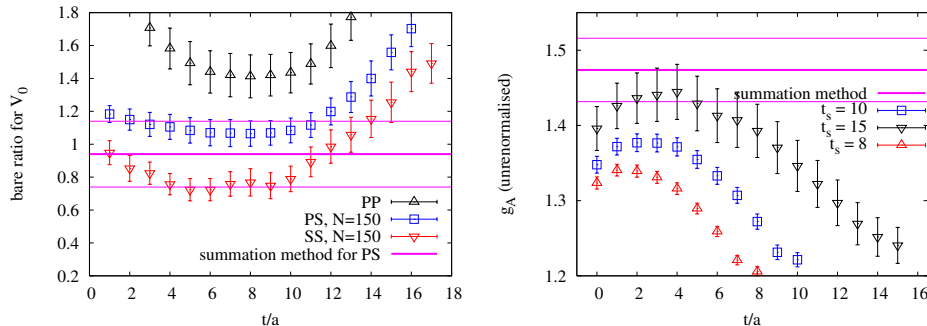 1.8
1.6
1.4
1.2
1
0.8
0.6
0.4
0.2
bare ratio for V0
PP
PS, N=150
SS, N=150
summation method for PS
0 2 4 6 8 10 12 14 16 18
t/a
1.5
1.4
1.3
1.2
gA (unrenormalised]
summation method
ts = 10
ts = 15
ts = 8
0 2 4 6 8 10 12 14 16
t/a